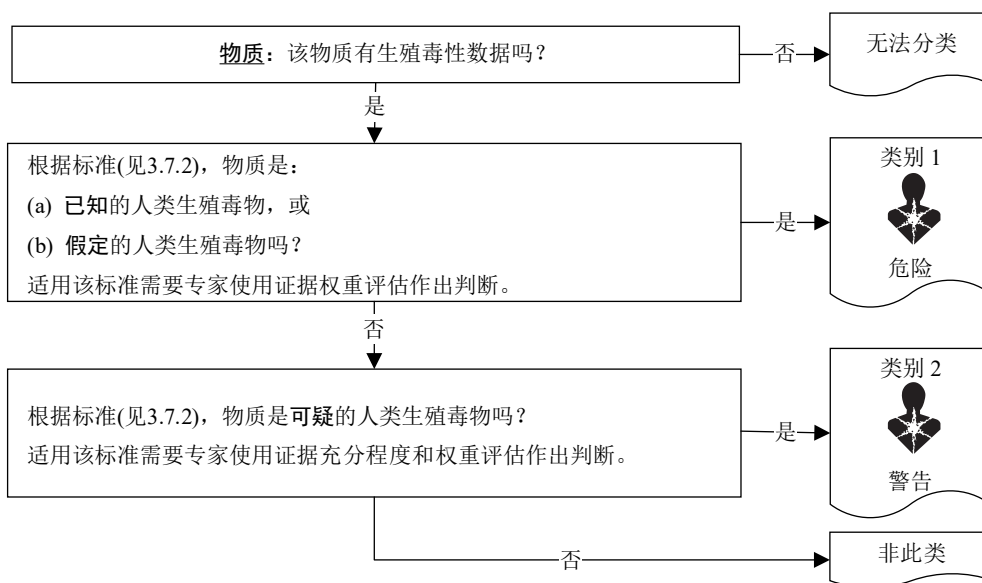 物质：该物质有生殖毒性数据吗？
否
无法分类
是
根据标准(见3.7.2)，物质是：
(a) 已知的人类生殖毒物，或
(b) 假定的人类生殖毒物吗？
适用该标准需要专家使用证据权重评估作出判断。
是
类别 1
危险
否
根据标准(见3.7.2)，物质是可疑的人类生殖毒物吗？
适用该标准需要专家使用证据充分程度和权重评估作出判断。
是
类别 2
警告
否
非此类